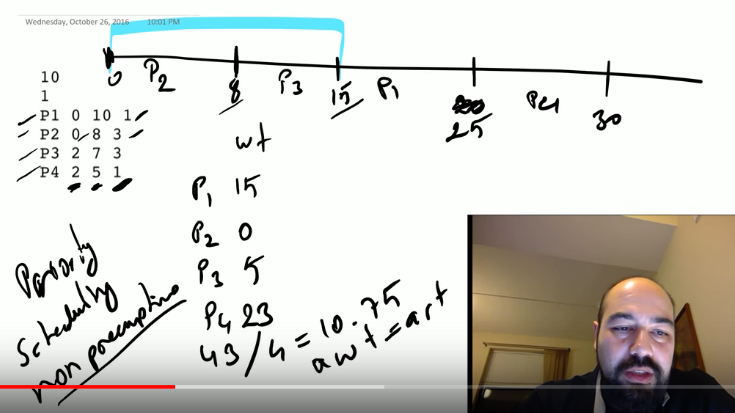 Wednesday, October 26, 2016 10:01 PM
0 P2 8 P3 15 P1 25 P4 30
10
1
P1 0 10 1
P2 0 8 3
P3 2 7 3
P4 2 5 1
wt
P1 15
P2 0
P3 5
P4 23
43/4 = 10.75
awt = art
Priority
Scheduling
non preemptive